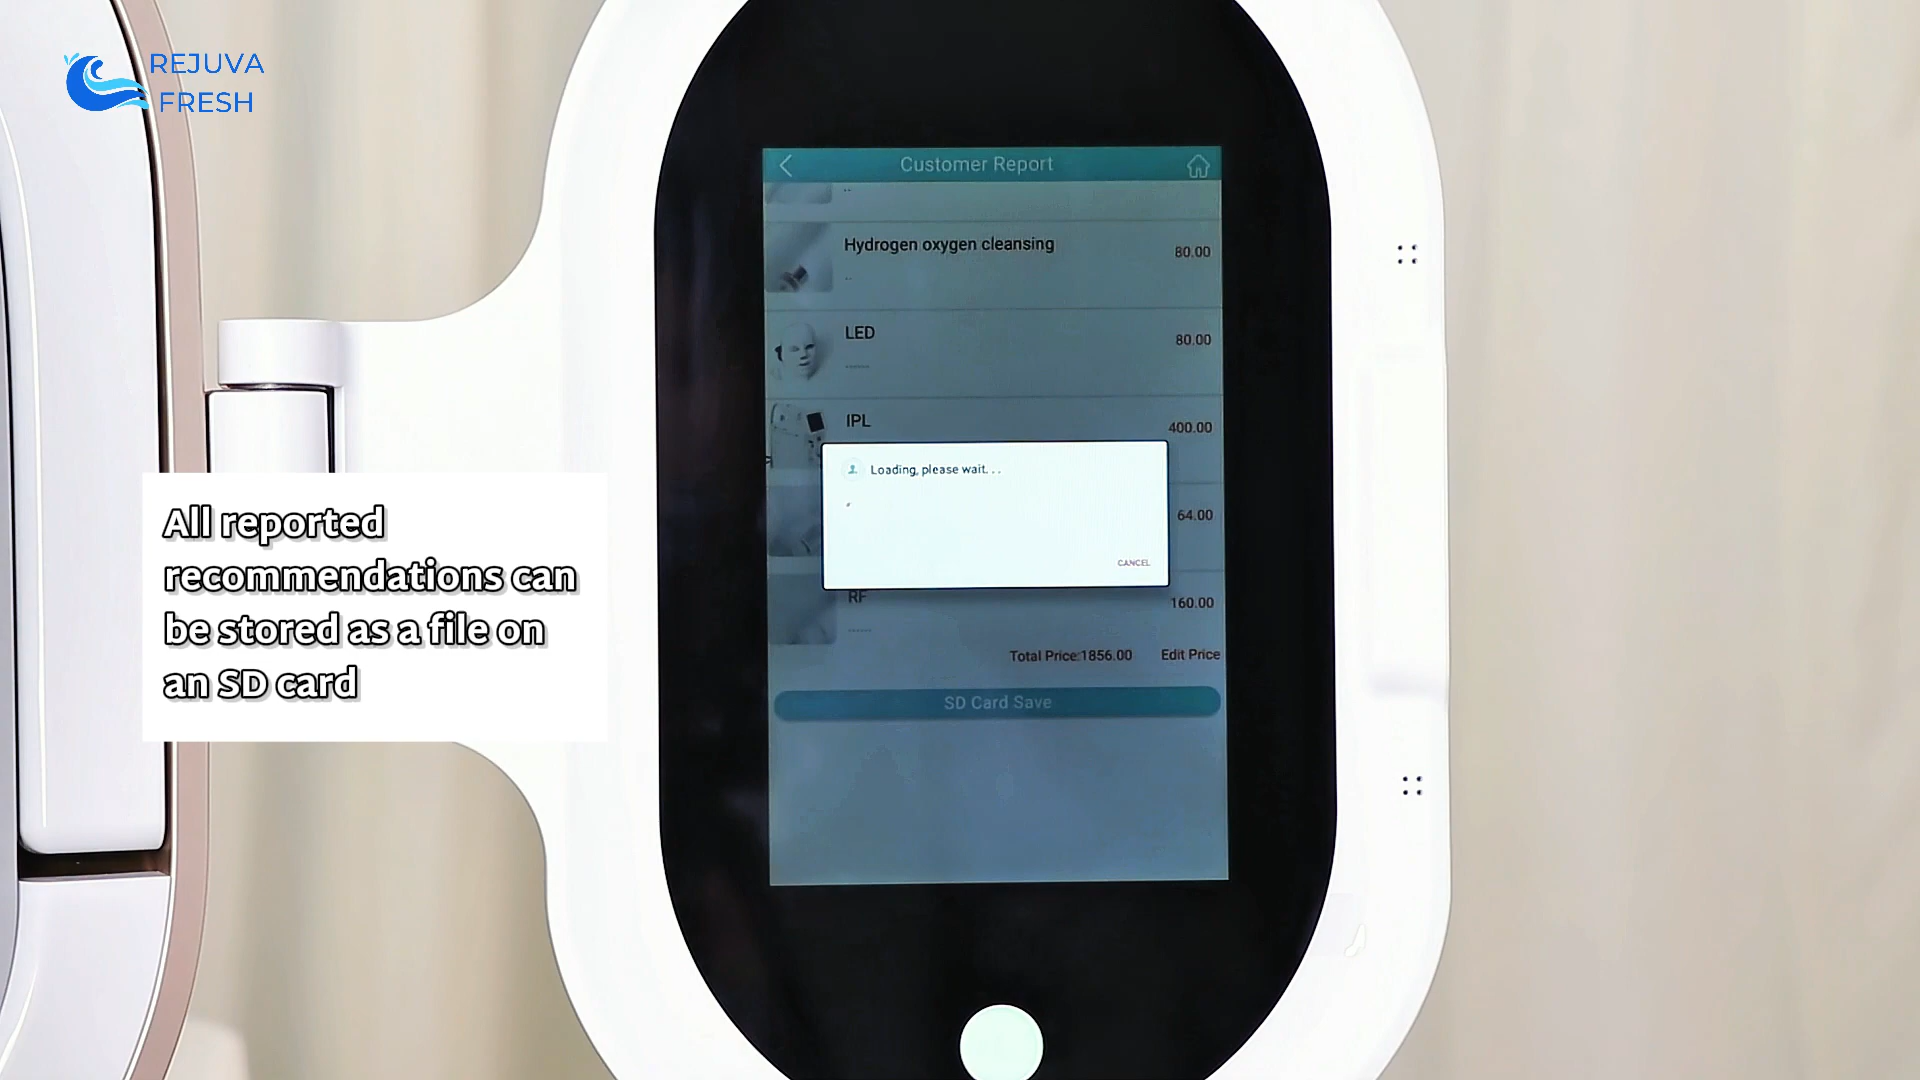 REJUVA
FRESH
Customer Report
Hydrogen oxygen cleansing
80.00
LED
80.00
IPL
400.00
Loading, please wait. . .
64.00
CANCEL
RF
160.00
Total Price:1856.00 Edit Price
SD Card Save
All reported
recommendations can
be stored as a file on
an SD card